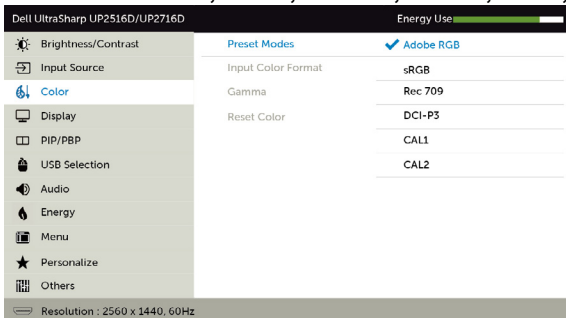 Dell UltraSharp UP2516D/UP2716D
Energy Use
Brightness/Contrast
Preset Modes
Adobe RGB
Input Source
Input Color Format
sRGB
Color
Gamma
Rec 709
Display
Reset Color
DCI-P3
PIP/PBP
CAL1
USB Selection
CAL2
Audio
Energy
Menu
Personalize
Others
Resolution : 2560 x 1440, 60Hz